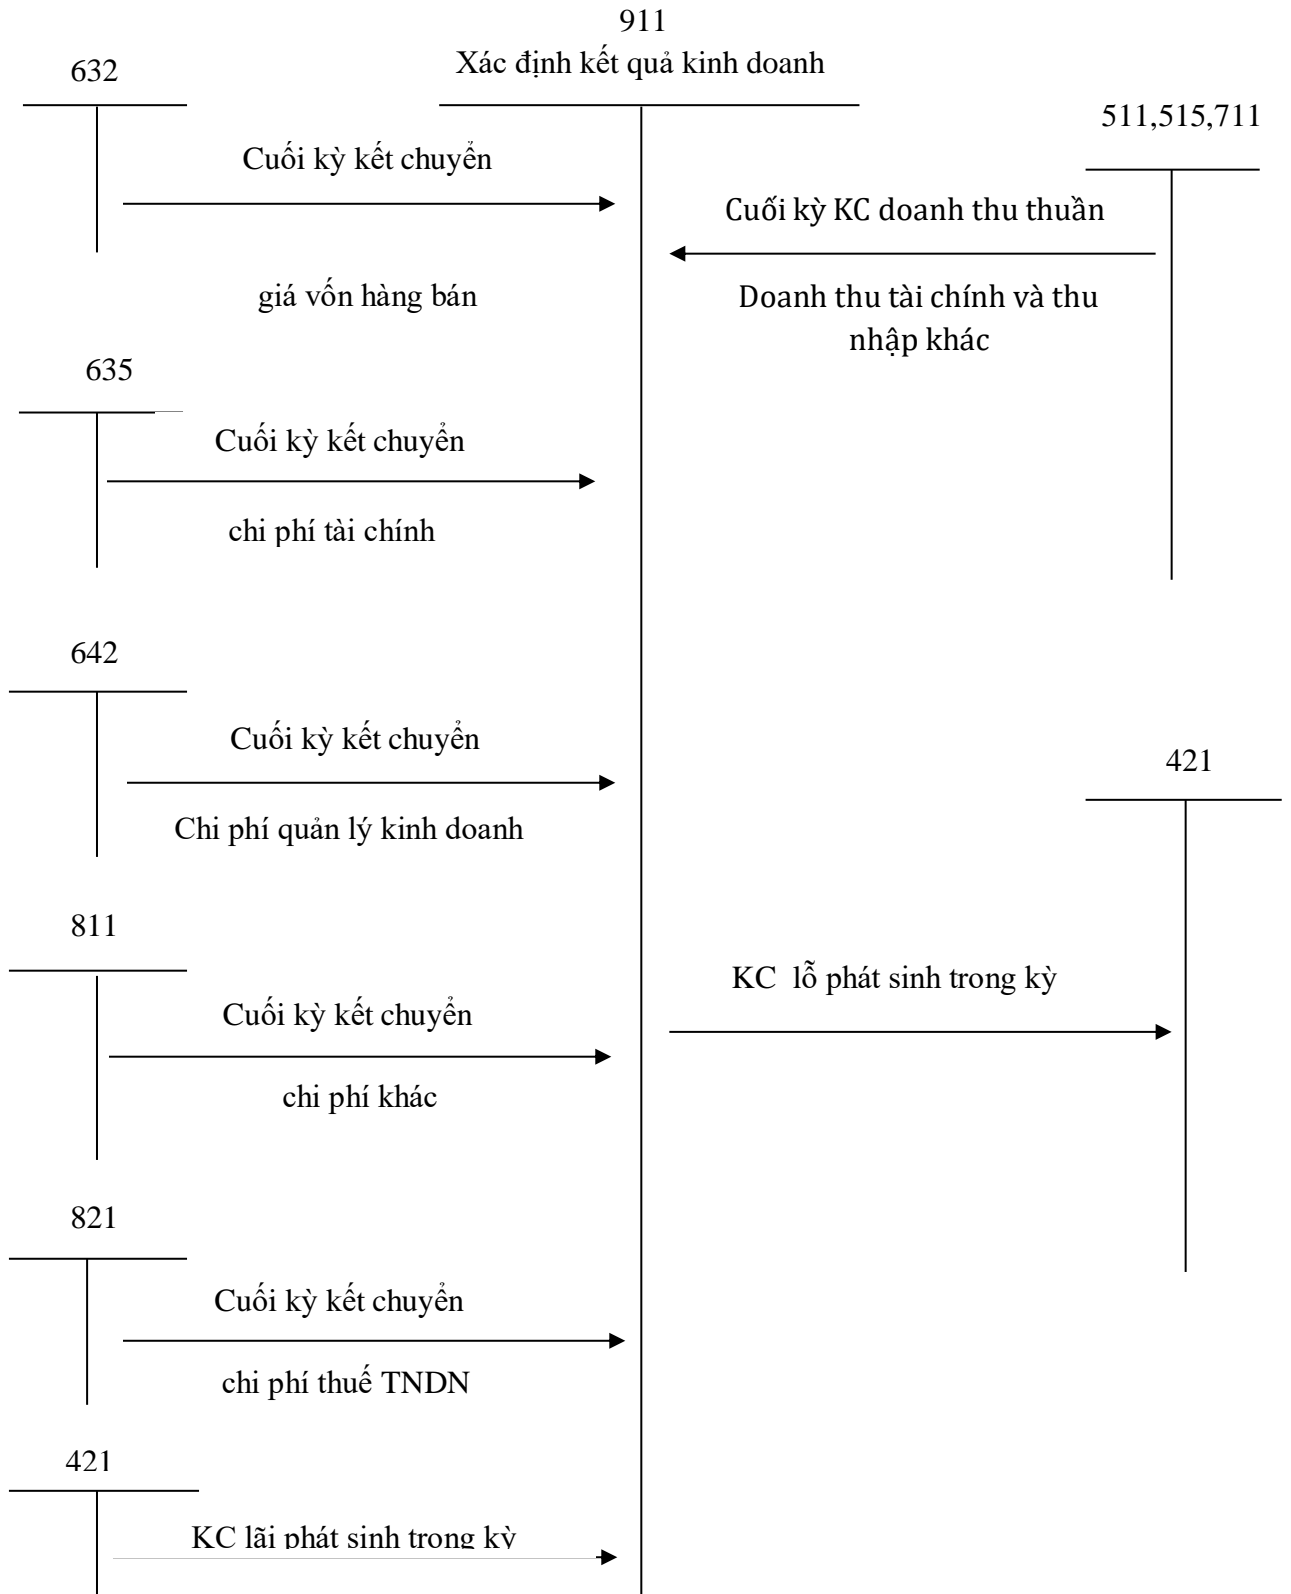 911
Xác định kết quả kinh doanh
632
511,515,711
Cuối kỳ kết chuyển
Cuối kỳ KC doanh thu thuần
giá vốn hàng bán
Doanh thu tài chính và thu
nhập khác
635
Cuối kỳ kết chuyển
chi phí tài chính
642
Cuối kỳ kết chuyển
421
Chi phí quản lý kinh doanh
811
KC lỗ phát sinh trong kỳ
Cuối kỳ kết chuyển
chi phí khác
821
Cuối kỳ kết chuyển
chi phí thuế TNDN
421
KC lãi phát sinh trong kỳ